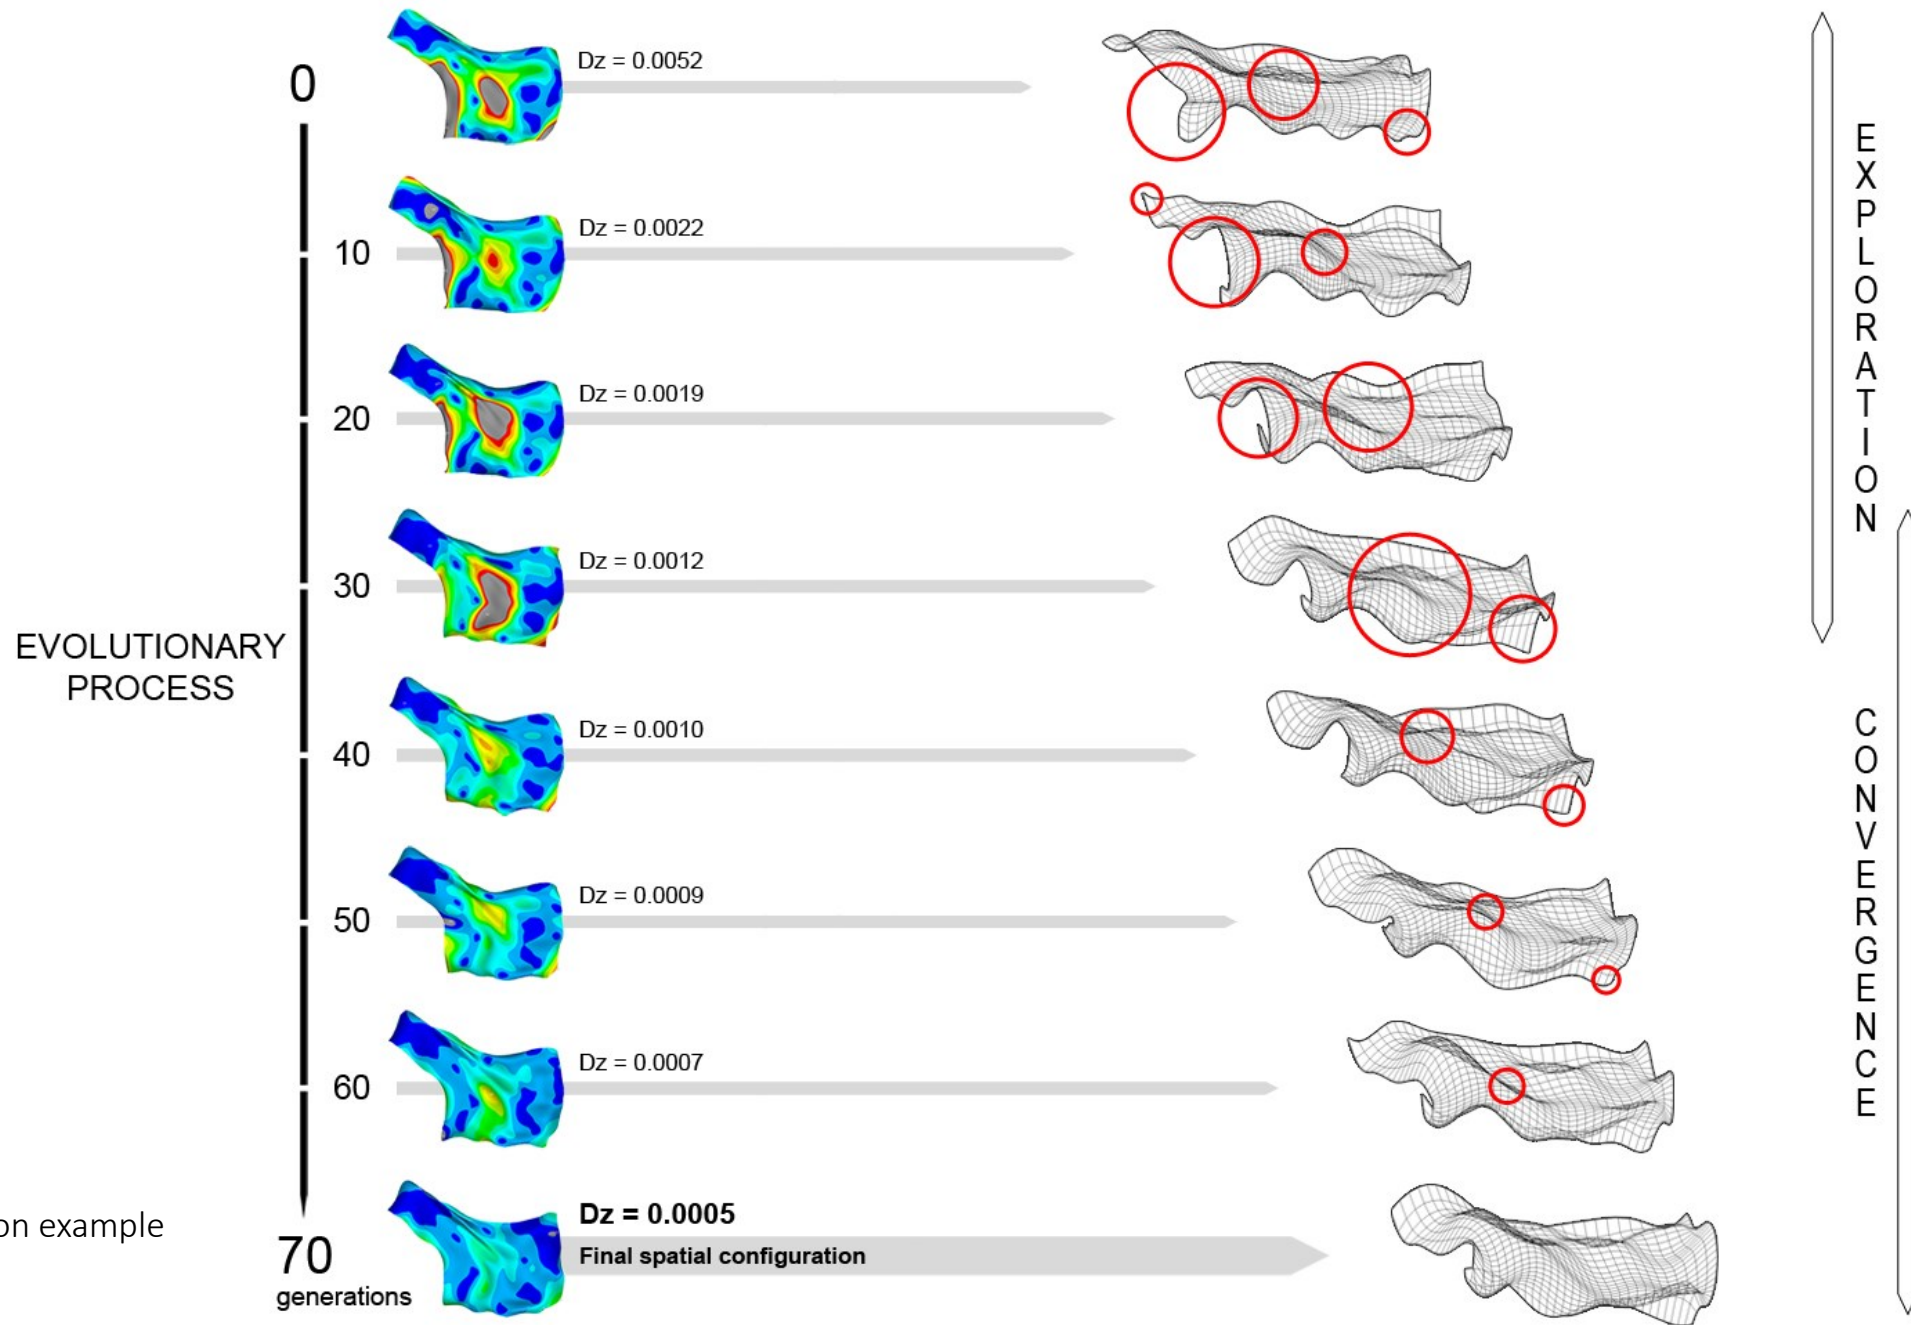 0
Dz = 0.0052
10
Dz = 0.0022
20
Dz = 0.0019
30
Dz = 0.0012
EVOLUTIONARY
PROCESS
40
Dz = 0.0010
50
Dz = 0.0009
60
Dz = 0.0007
70
generations
Dz = 0.0005
Final spatial configuration
on example
EXPLORATION
CONVERGENCE